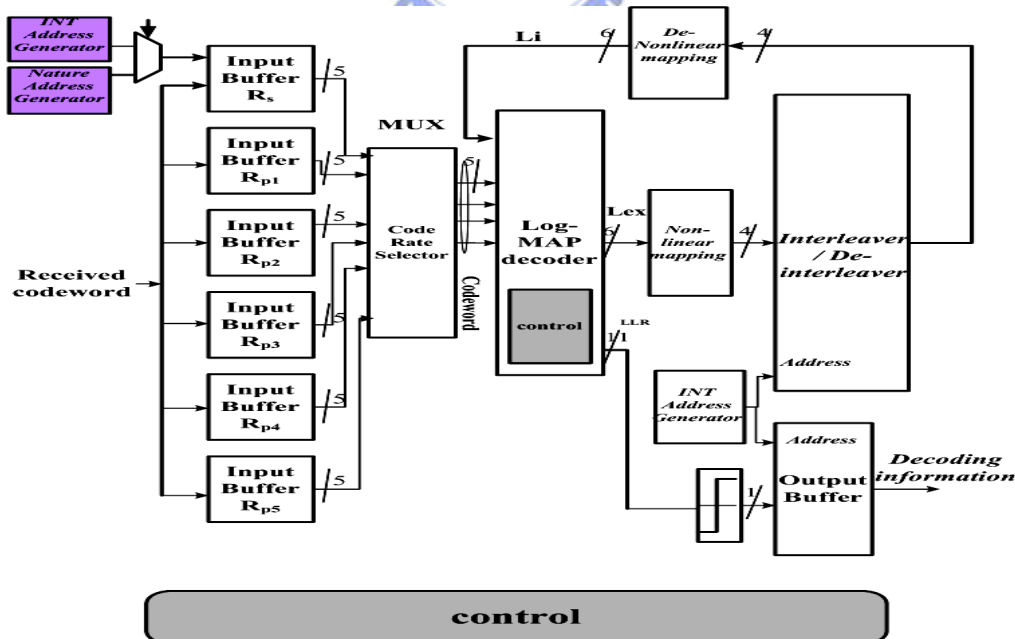 INT
Address
Generator
Nature
Address
Generator
Input
Buffer
Rs
5
Input
Buffer
Rp1
5
Input
Buffer
Rp2
5
Input
Buffer
Rp3
5
Input
Buffer
Rp4
5
Input
Buffer
Rp5
5
Received
codeword
MUX
Code
Rate
Selector
5
Codeword
Li
6
De-
Nonlinear
mapping
4
Log-
MAP
decoder
control
Lex
6
Non-
linear
mapping
4
Interleaver
/ De-
interleaver
Address
LLR
11
INT
Address
Generator
1
Address
Output
Buffer
Decoding
information
control